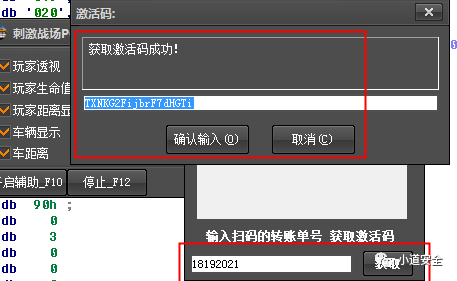 db '02',
db '020',
激活码:
刺激战场P
获取激活码成功!
玩家透视
玩家生命值
TXNKG2FijbrF7dHGTi
玩家距离显
车辆显示
确认输入(O)
取消(C)
车距离
启辅助_F10
停止_F12
db 90h ;
db 0
db 3
db 0
db 0
db 0
输入扫码的转账单号 获取激活码
18192021
获取
小道安全